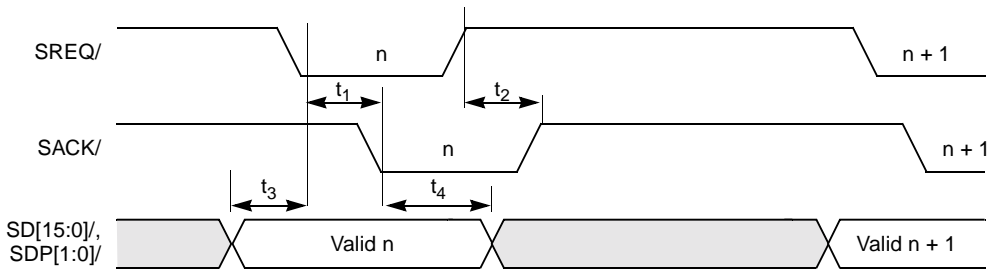 SREQ/
n
n + 1
t1
t2
SACK/
n
n + 1
t3
t4
SD[15:0]/,
SDP[1:0]/
Valid n
Valid n + 1